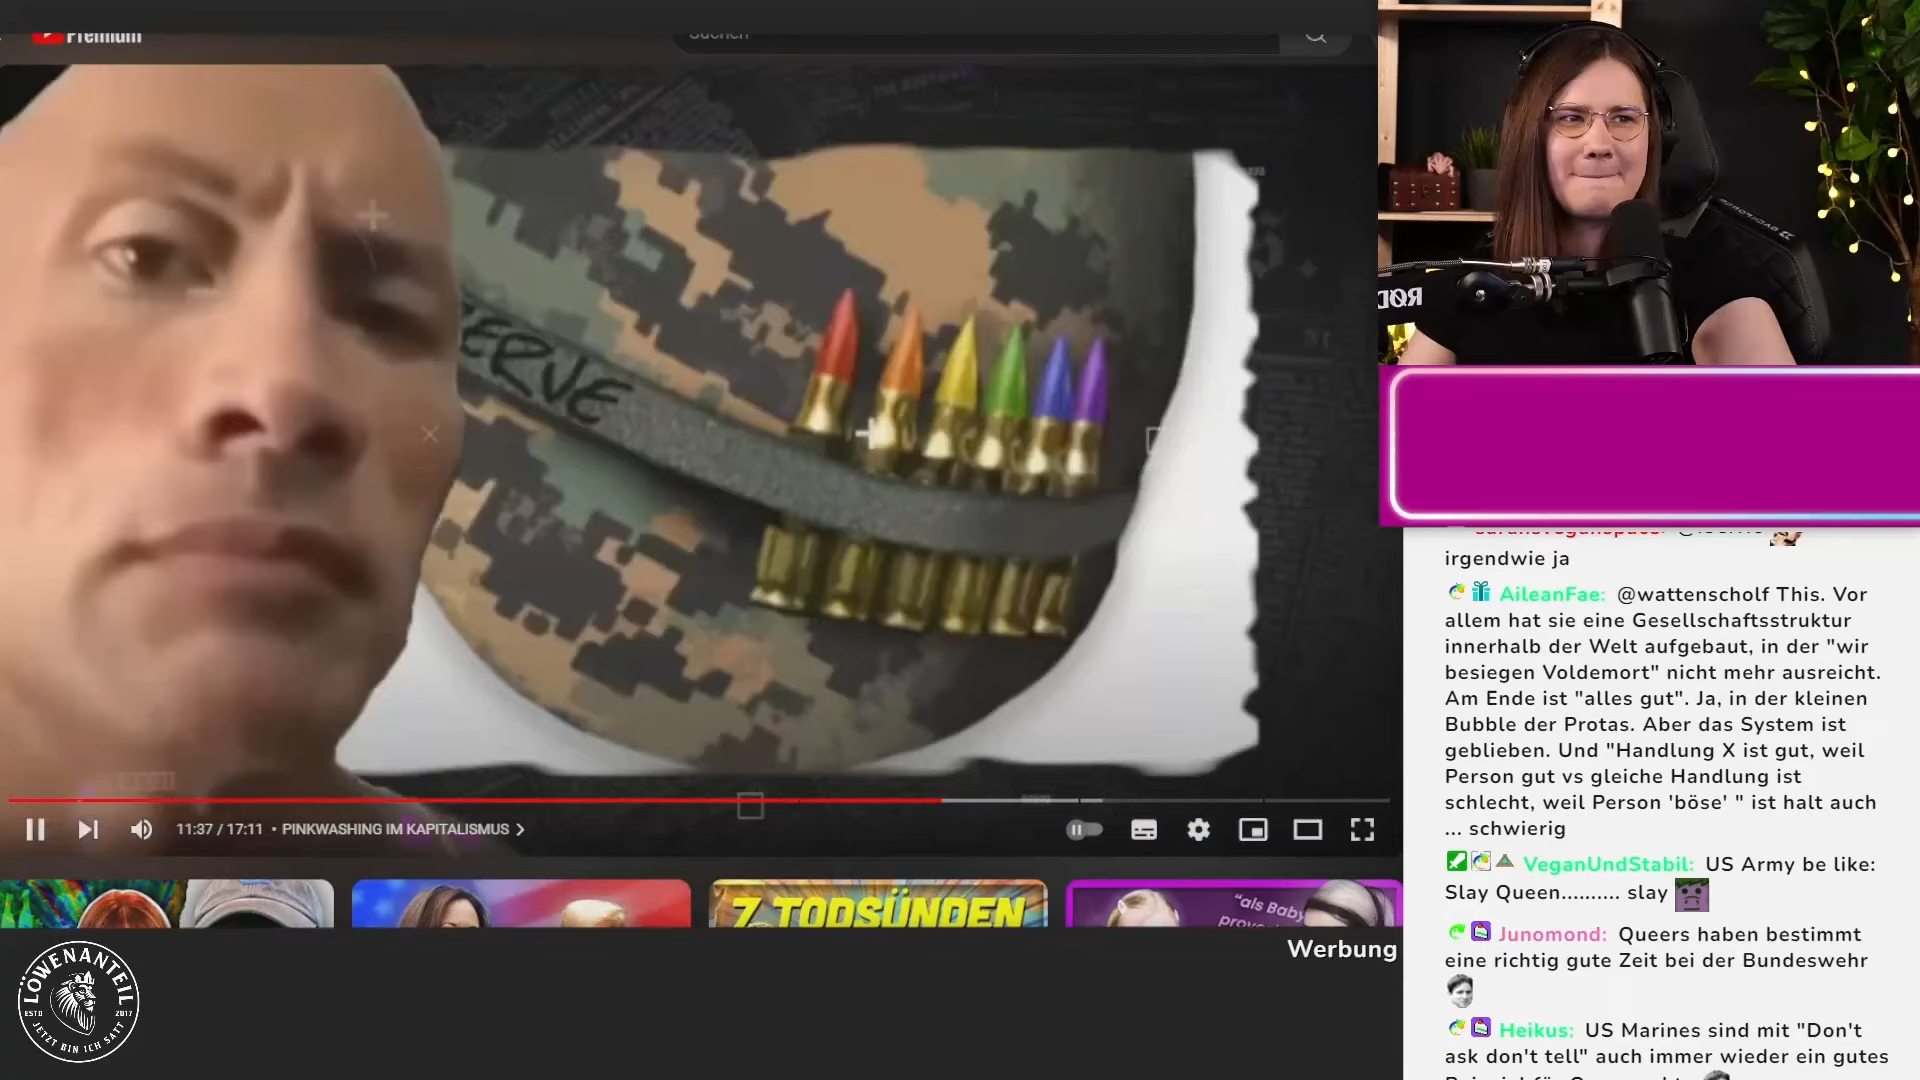 Premium
Suchen
ERVE
RØD
11:37 / 17:11 • PINKWASHING IM KAPITALISMUS
7 TODSÜNDEN
"als Baby
Werbung
LÖWENANTEIL
ESTD 2017
JETZT BIN ICH SATT
irgendwie ja
AileanFae: @wattenscholf This. Vor
allem hat sie eine Gesellschaftsstruktur
innerhalb der Welt aufgebaut, in der "wir
besiegen Voldemort" nicht mehr ausreicht.
Am Ende ist "alles gut". Ja, in der kleinen
Bubble der Protas. Aber das System ist
geblieben. Und "Handlung X ist gut, weil
Person gut vs gleiche Handlung ist
schlecht, weil Person 'böse' " ist halt auch
... schwierig
VeganUndStabil: US Army be like:
Slay Queen.......... slay
Junomond: Queers haben bestimmt
eine richtig gute Zeit bei der Bundeswehr
Heikus: US Marines sind mit "Don't
ask don't tell" auch immer wieder ein gutes